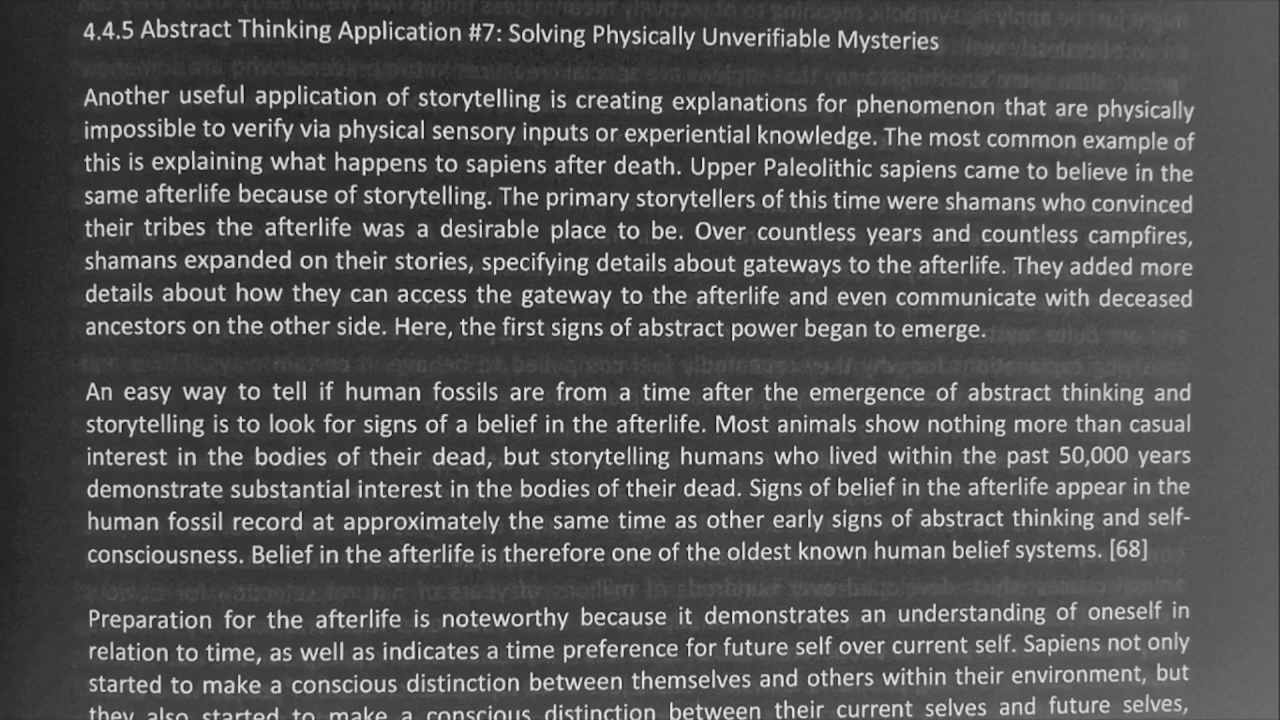 4.4.5 Abstract Thinking Application #7: Solving Physically Unverifiable Mysteries
Another useful application of storytelling is creating explanations for phenomenon that are physically
impossible to verify via physical sensory inputs or experiential knowledge. The most common example of
this is explaining what happens to sapiens after death. Upper Paleolithic sapiens came to believe in the
same afterlife because of storytelling. The primary storytellers of this time were shamans who convinced
their tribes the afterlife was a desirable place to be. Over countless years and countless campfires,
shamans expanded on their stories, specifying details about gateways to the afterlife. They added more
details about how they can access the gateway to the afterlife and even communicate with deceased
ancestors on the other side. Here, the first signs of abstract power began to emerge.
An easy way to tell if human fossils are from a time after the emergence of abstract thinking and
storytelling is to look for signs of a belief in the afterlife. Most animals show nothing more than casual
interest in the bodies of their dead, but storytelling humans who lived within the past 50,000 years
demonstrate substantial interest in the bodies of their dead. Signs of belief in the afterlife appear in the
human fossil record at approximately the same time as other early signs of abstract thinking and self-
consciousness. Belief in the afterlife is therefore one of the oldest known human belief systems. [68]
Preparation for the afterlife is noteworthy because it demonstrates an understanding of oneself in
relation to time, as well as indicates a time preference for future self over current self. Sapiens not only
started to make a conscious distinction between themselves and others within their environment, but
they also started to make a conscious distinction between their current selves and future selves,